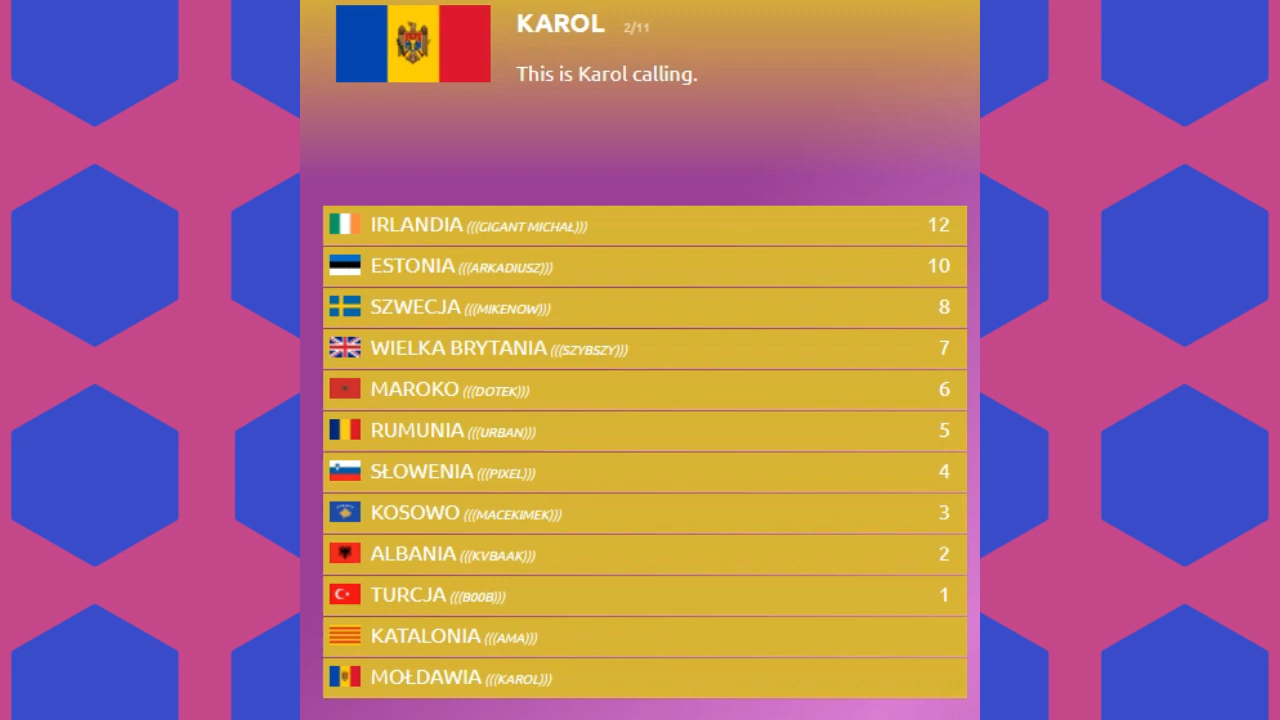 KAROL 2/11
This is Karol calling.
IRLANDIA (((GIGANT MICHAŁ))) 12
ESTONIA (((ARKADIUSZ))) 10
SZWECJA (((MIKENOW))) 8
WIELKA BRYTANIA (((SZYBSZY))) 7
MAROKO (((DOTEK))) 6
RUMUNIA (((URBAN))) 5
SŁOWENIA (((PIXEL))) 4
KOSOWO (((MACEKIMEK))) 3
ALBANIA (((KVBAAK))) 2
TURCJA (((B00B))) 1
KATALONIA (((AMA)))
MOŁDAWIA (((KAROL)))